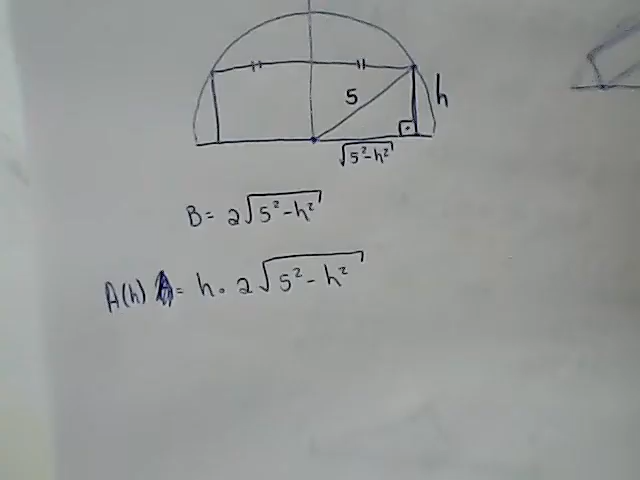 5
h
√5²-h²
B = 2√5²-h²
A(h) = h · 2√5²-h²